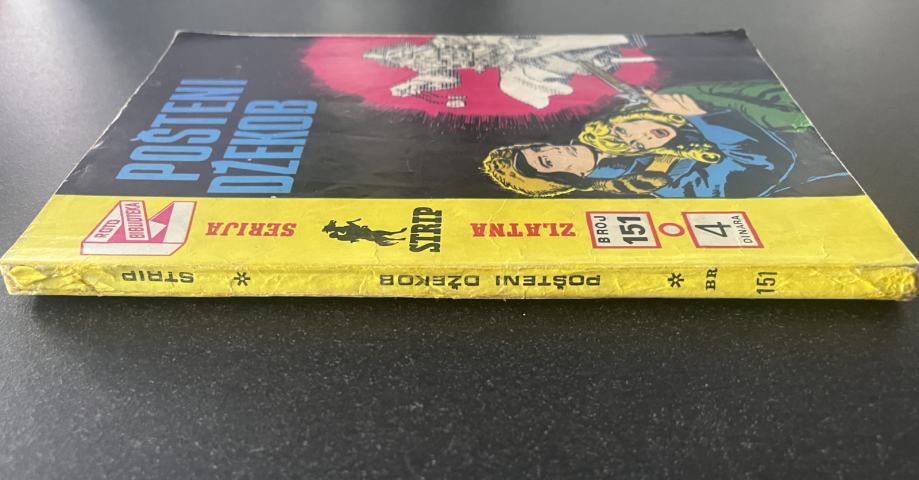 POŠTENI
DŽEKOB
ROTO
BIBLIOTEKA
ZLATNA
STRIP
SERIJA
BROJ
151
4
DINARA
STRIP * POŠTENI DŽEKOB * BR 151